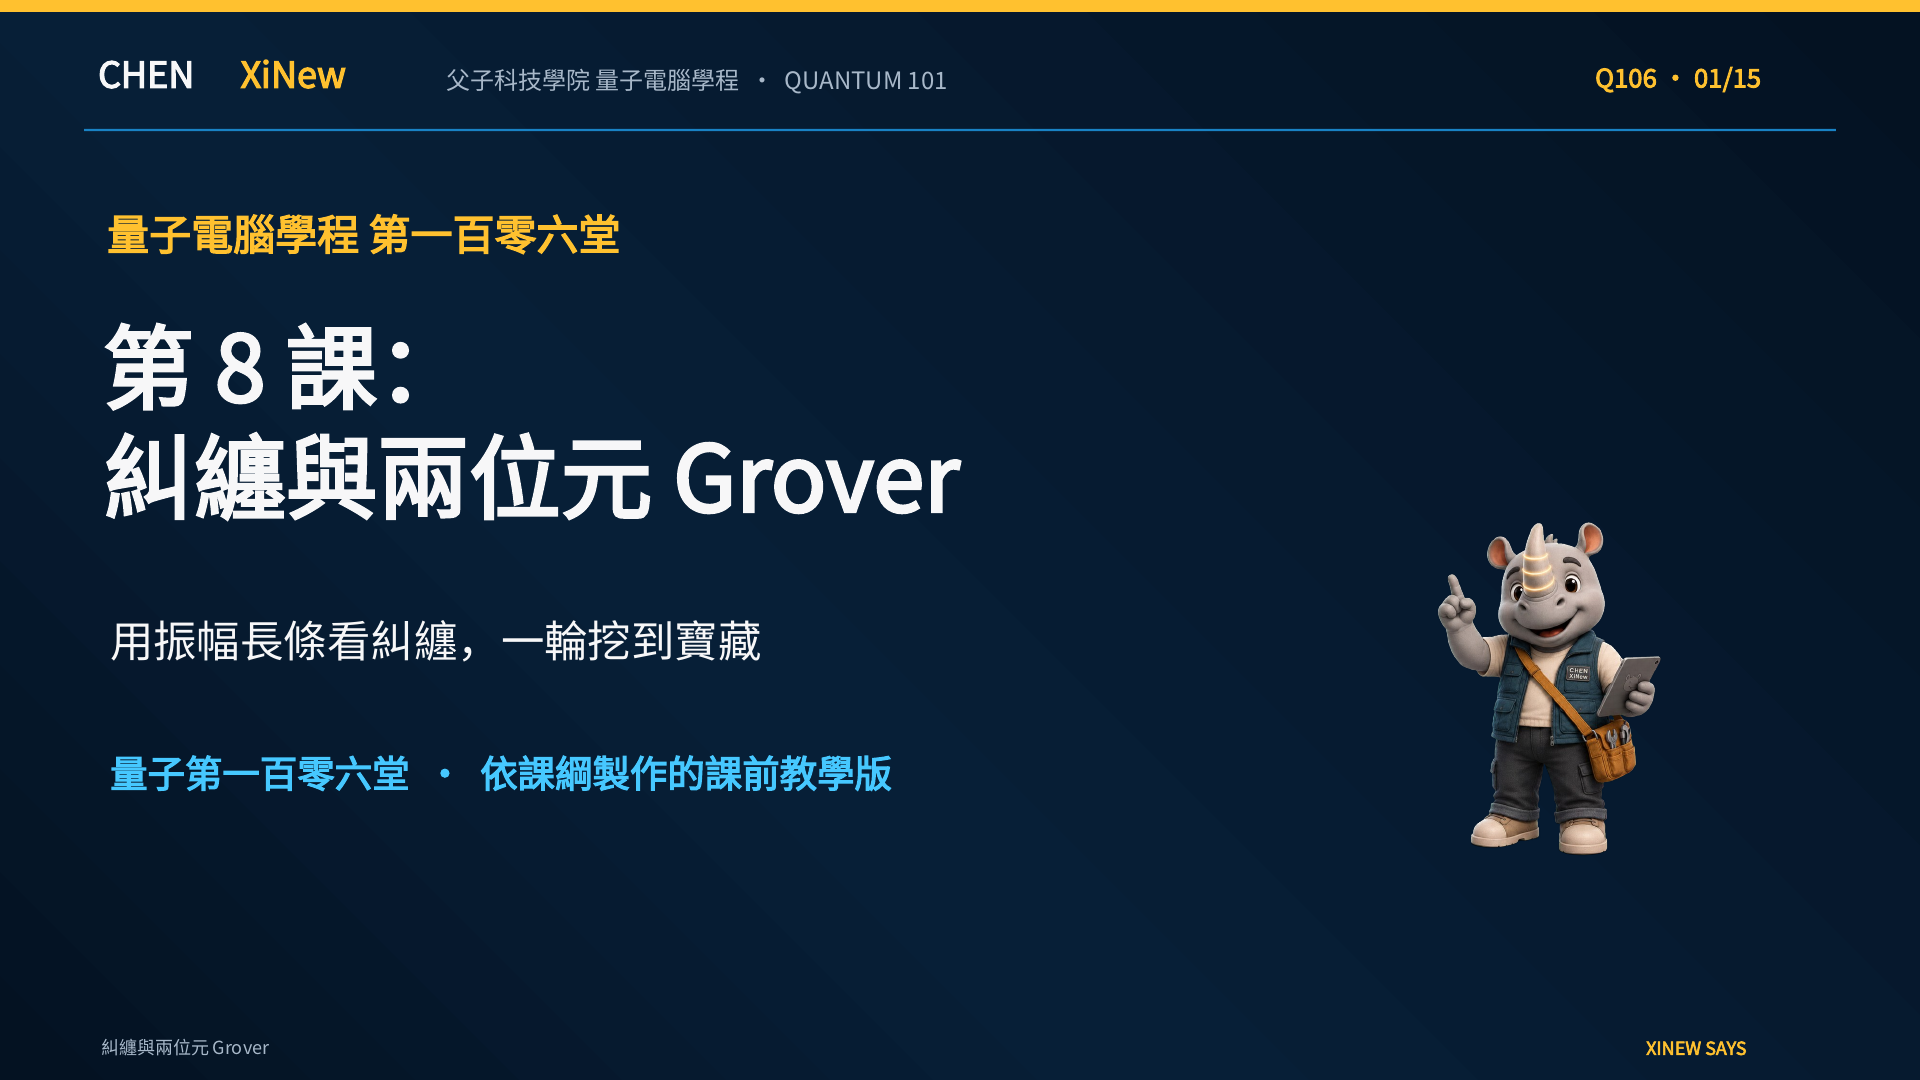 CHEN XiNew 父子科技學院 量子電腦學程 • QUANTUM 101 Q106 • 01/15
量子電腦學程 第一百零六堂
第 8 課：
糾纏與兩位元 Grover
用振幅長條看糾纏，一輪挖到寶藏
量子第一百零六堂 • 依課綱製作的課前教學版
CHEN
XiNew
糾纏與兩位元 Grover XINEW SAYS